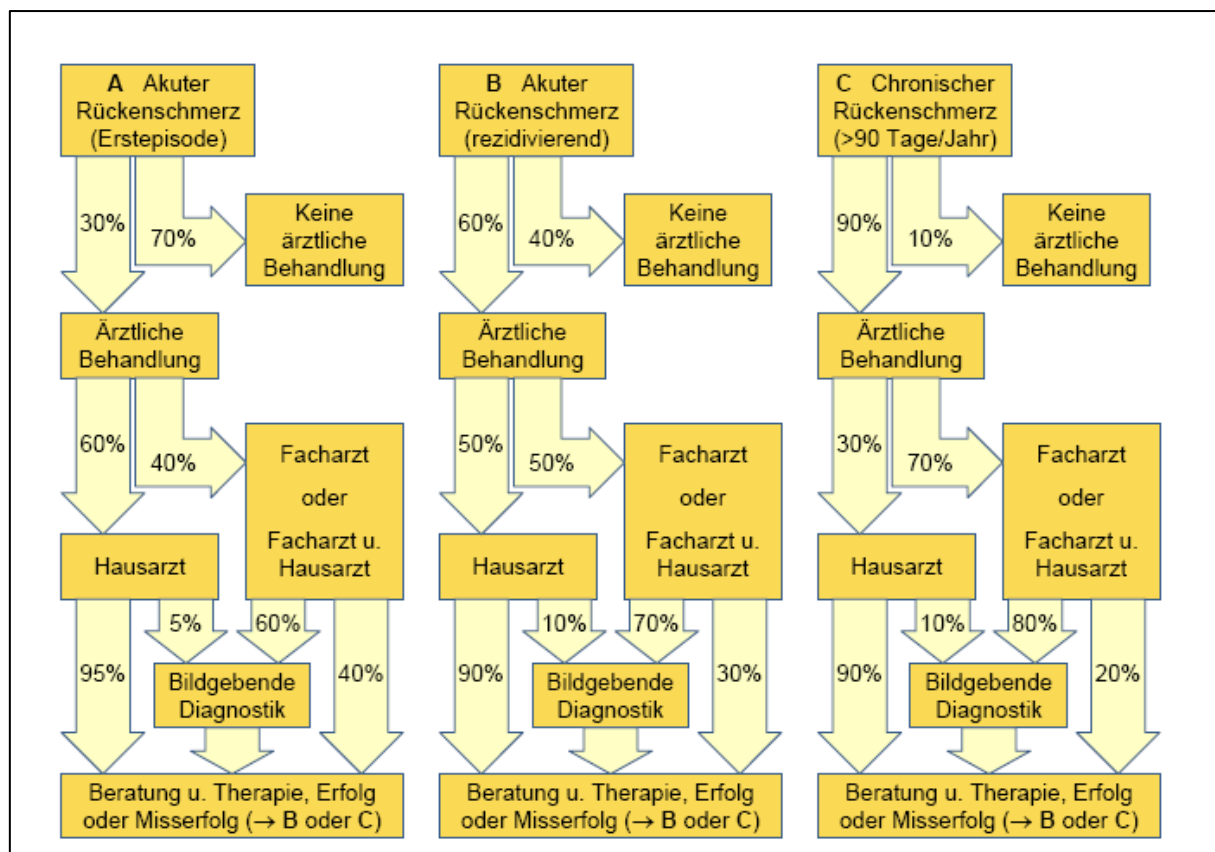 A Akuter
Rückenschmerz
(Erstepisode)
30%
70%
Keine
ärztliche
Behandlung
Ärztliche
Behandlung
60%
40%
Facharzt
oder
Facharzt u.
Hausarzt
Hausarzt
5%
60%
95%
40%
Bildgebende
Diagnostik
Beratung u. Therapie, Erfolg
oder Misserfolg (→ B oder C)
B Akuter
Rückenschmerz
(rezidivierend)
60%
40%
Keine
ärztliche
Behandlung
Ärztliche
Behandlung
50%
50%
Facharzt
oder
Facharzt u.
Hausarzt
Hausarzt
10%
70%
90%
30%
Bildgebende
Diagnostik
Beratung u. Therapie, Erfolg
oder Misserfolg (→ B oder C)
C Chronischer
Rückenschmerz
(>90 Tage/Jahr)
90%
10%
Keine
ärztliche
Behandlung
Ärztliche
Behandlung
30%
70%
Facharzt
oder
Facharzt u.
Hausarzt
Hausarzt
10%
80%
90%
20%
Bildgebende
Diagnostik
Beratung u. Therapie, Erfolg
oder Misserfolg (→ B oder C)